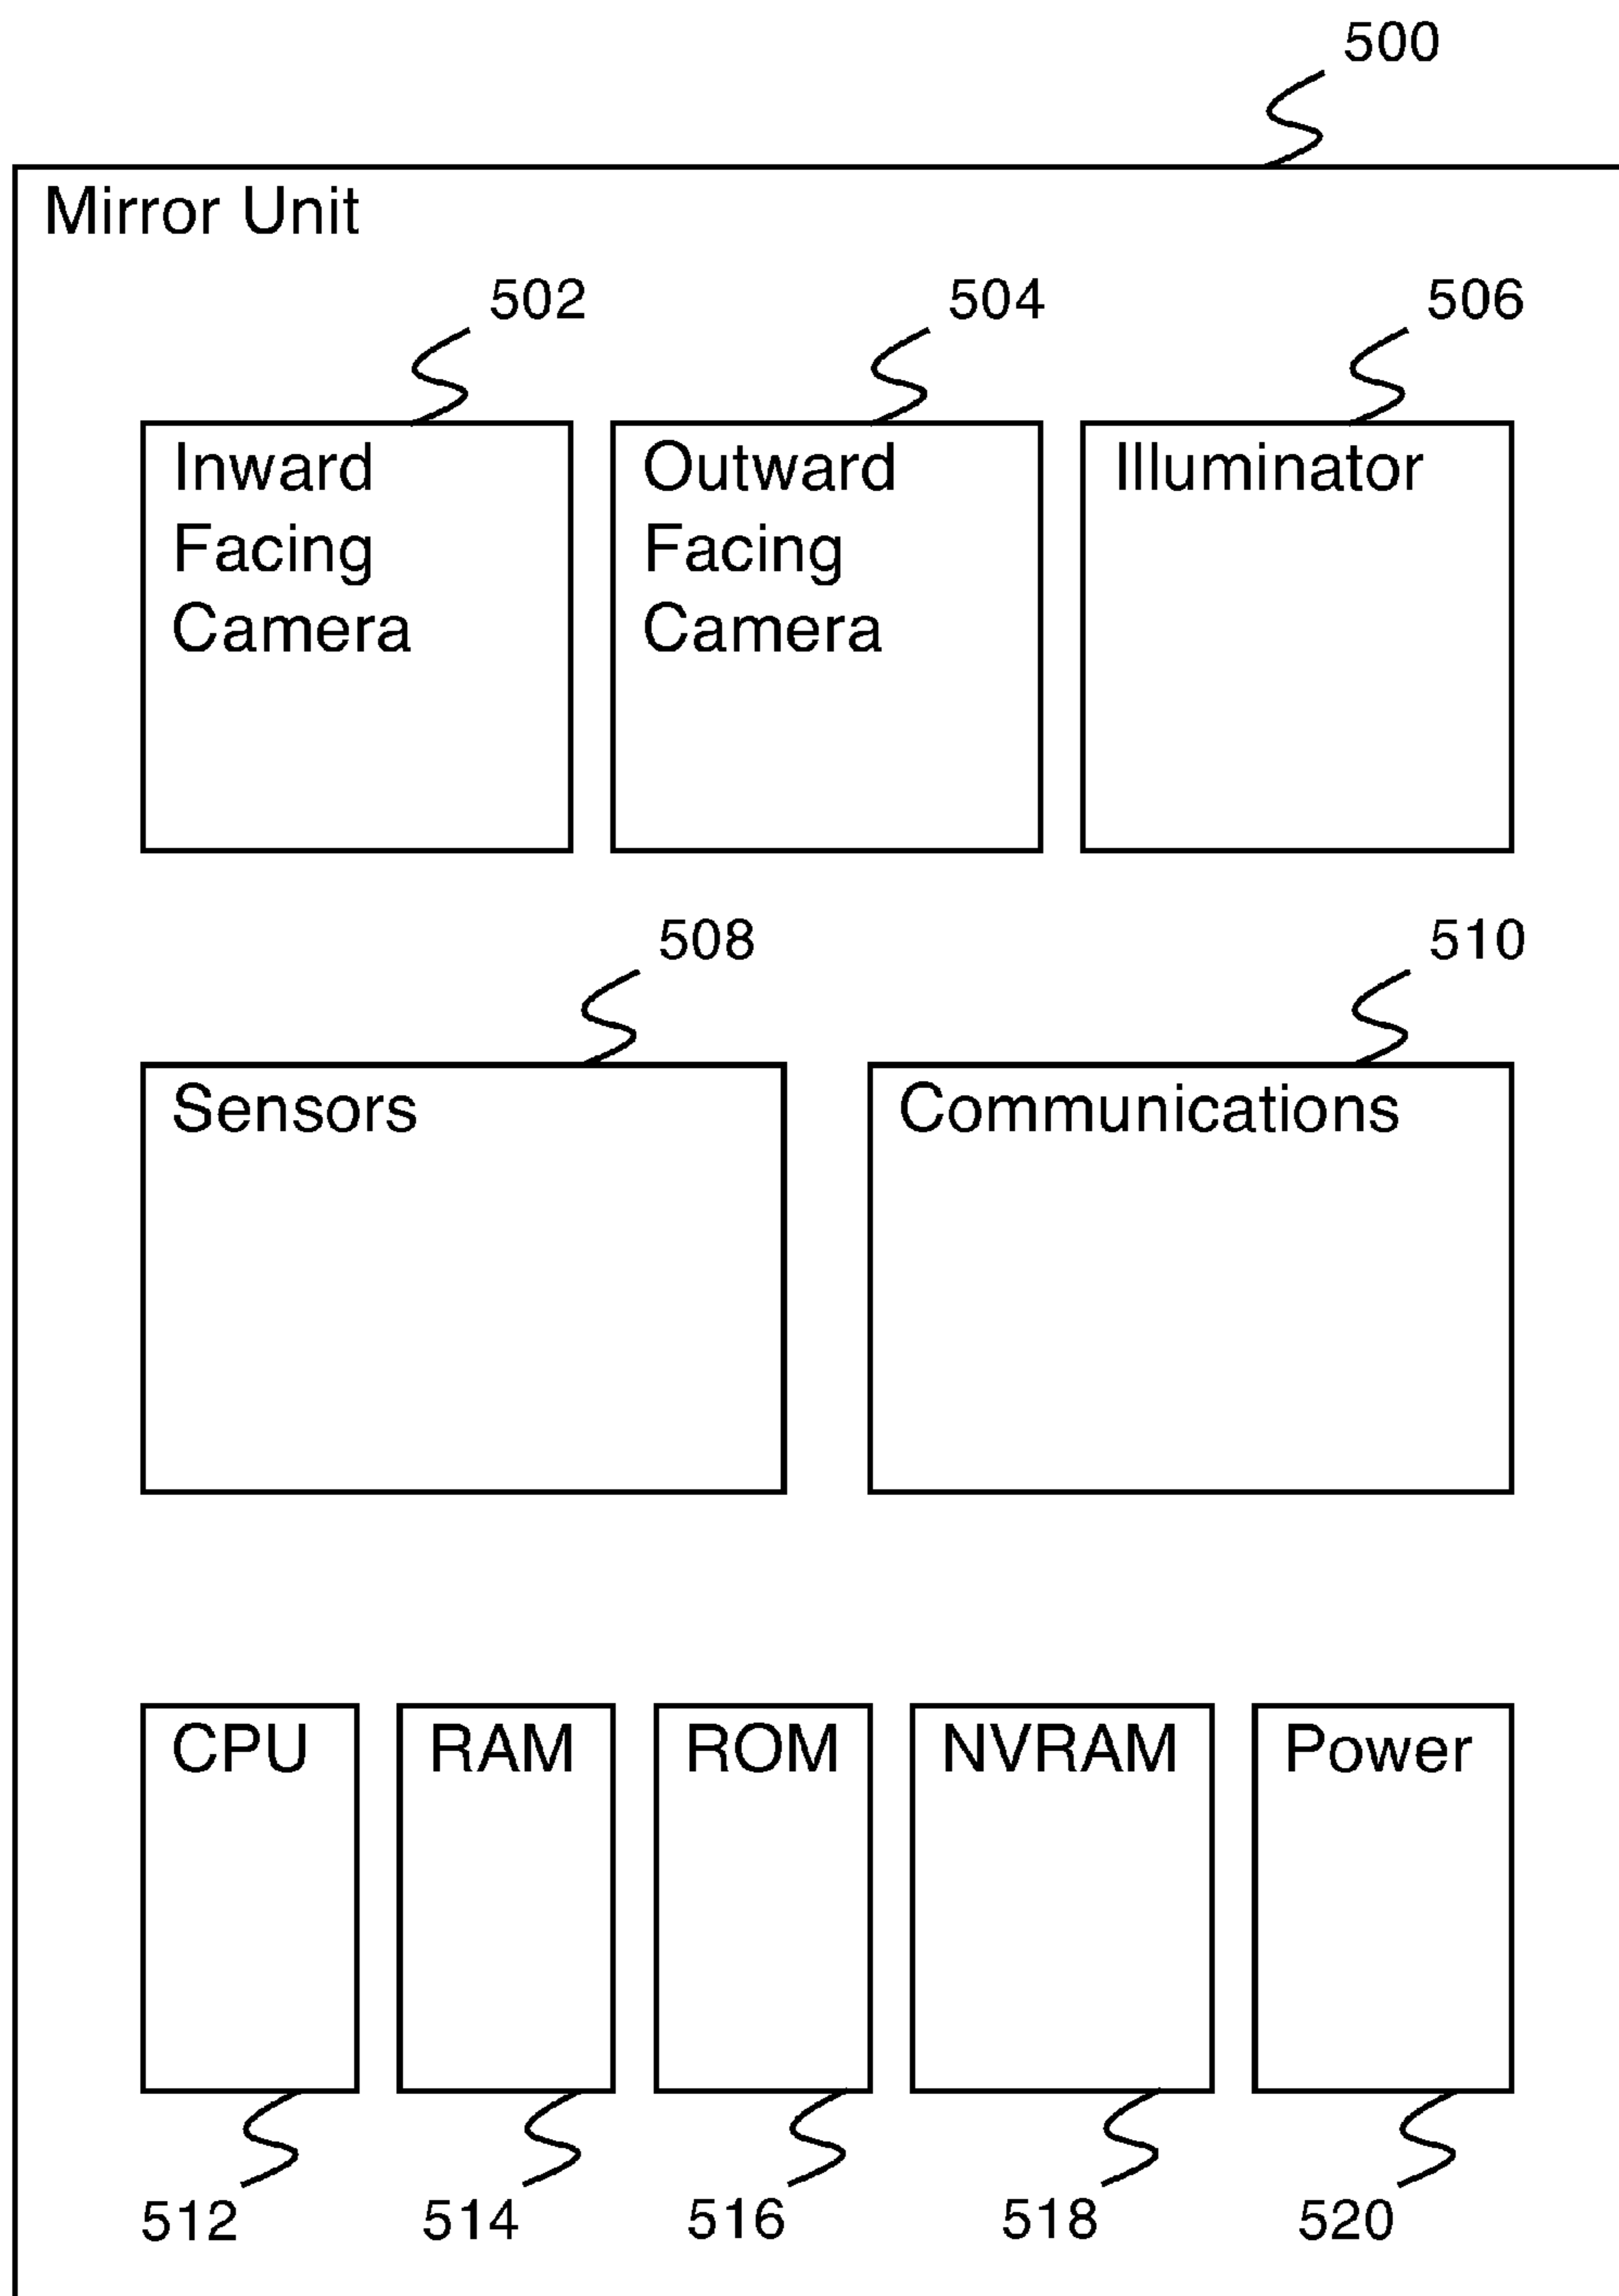 500
Mirror Unit
502
504
506
Inward
Facing
Camera
Outward
Facing
Camera
Illuminator
508
510
Sensors
Communications
CPU
RAM
ROM
NVRAM
Power
512
514
516
518
520